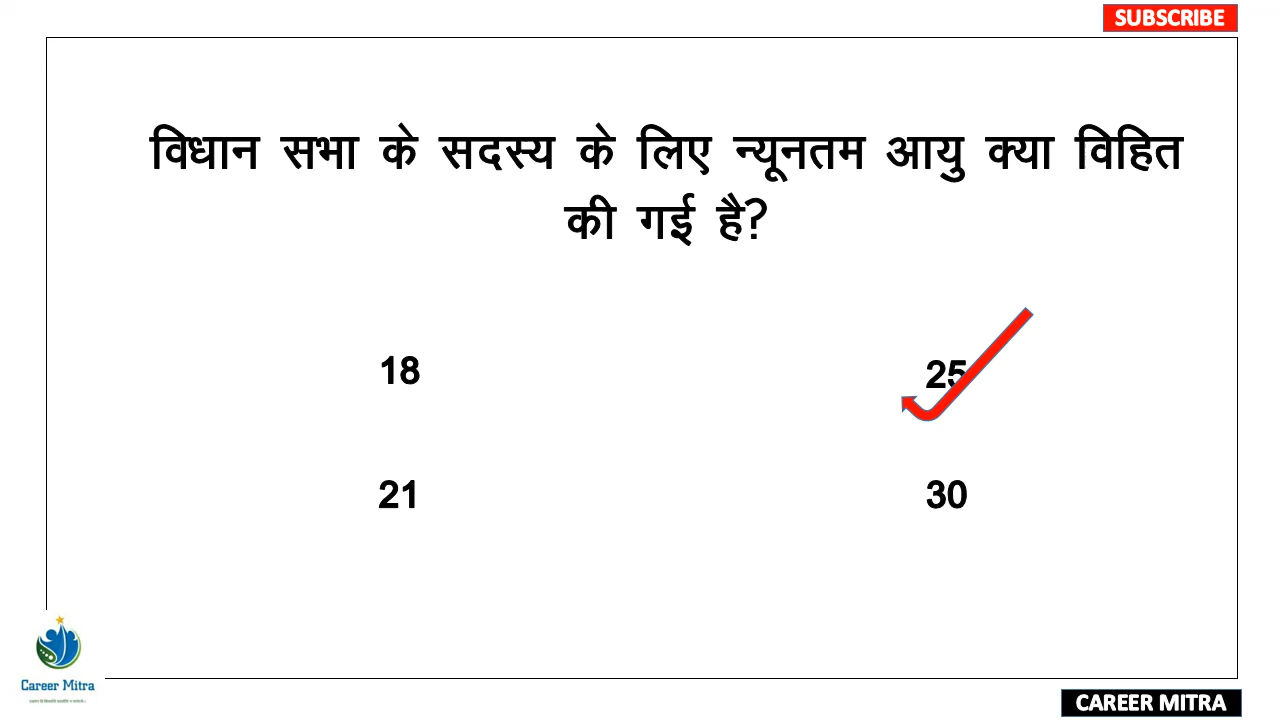 SUBSCRIBE
विधान सभा के सदस्य के लिए न्यूनतम आयु क्या विहित
की गई है?
18
25
21
30
Career Mitra
CAREER MITRA